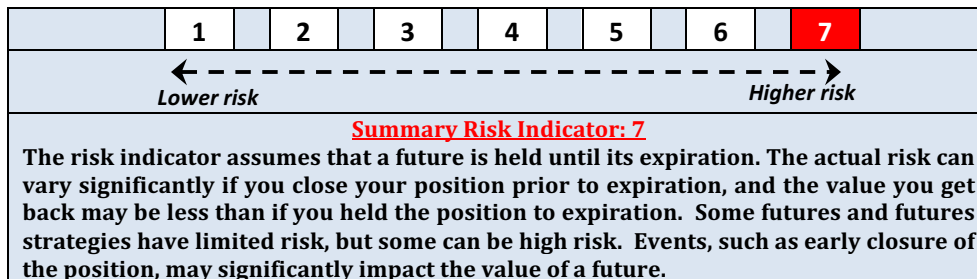 1 2 3 4 5 6 7
Lower risk Higher risk
Summary Risk Indicator: 7
The risk indicator assumes that a future is held until its expiration. The actual risk can
vary significantly if you close your position prior to expiration, and the value you get
back may be less than if you held the position to expiration. Some futures and futures
strategies have limited risk, but some can be high risk. Events, such as early closure of
the position, may significantly impact the value of a future.